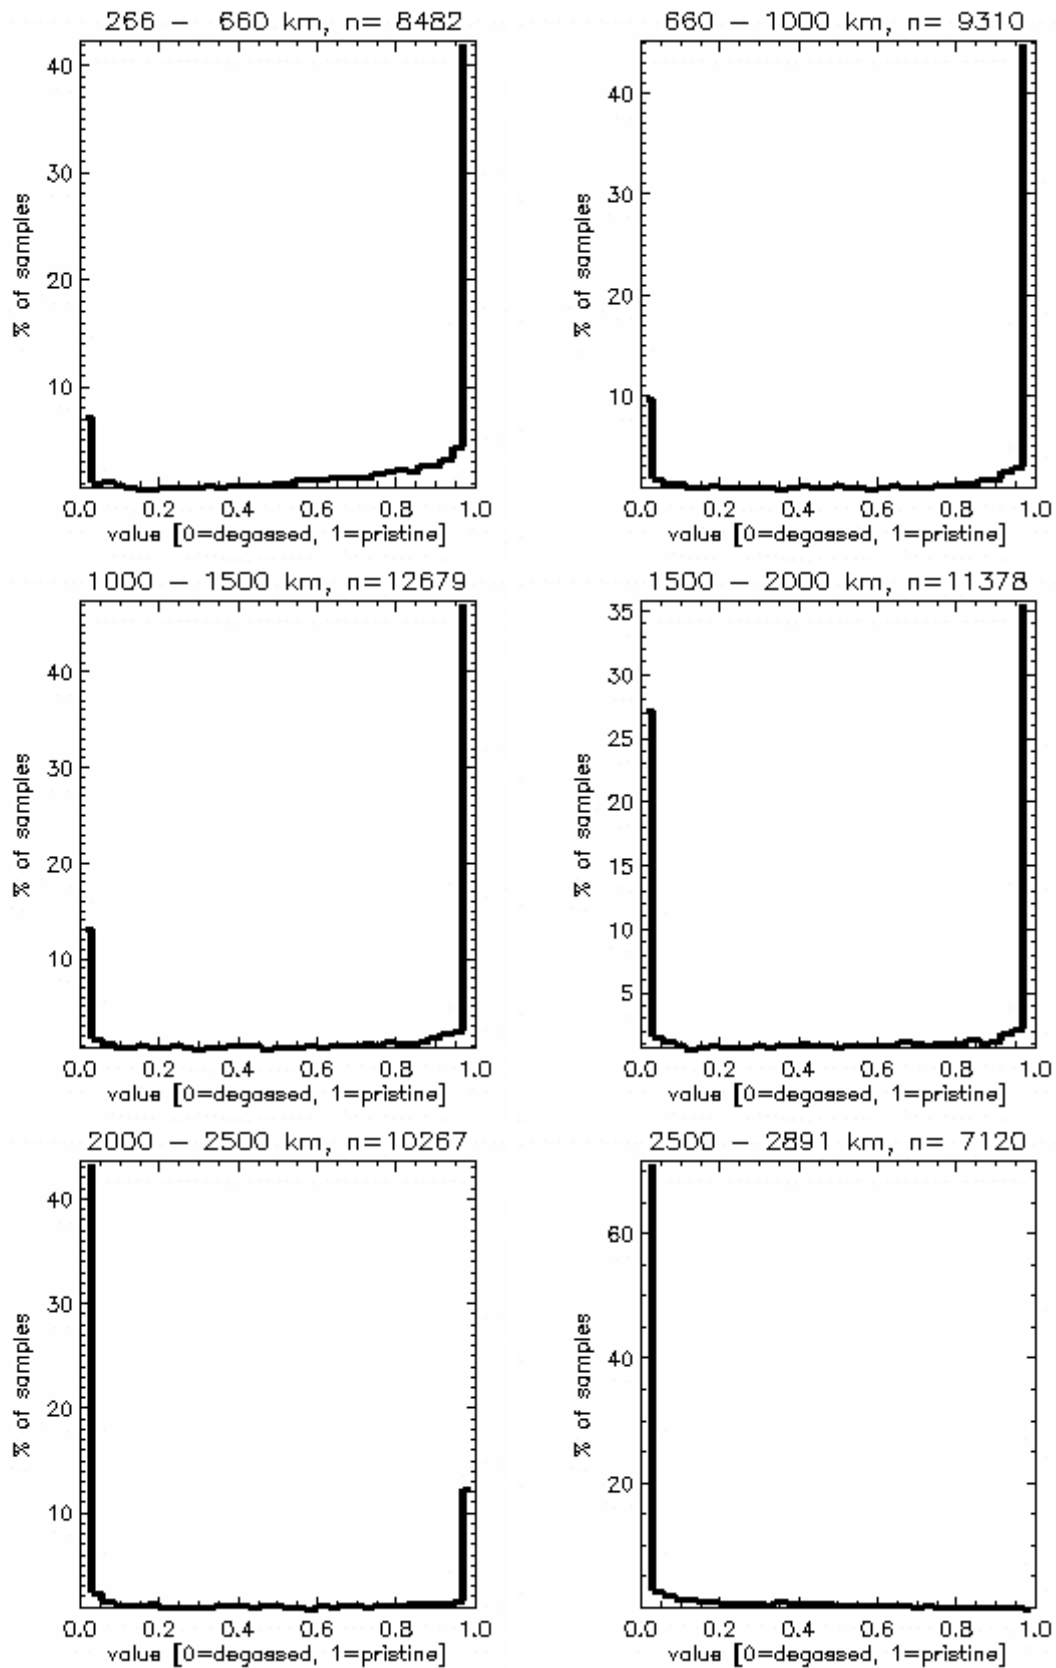 266 – 660 km, n= 8482
% of samples
40
30
20
10
0.0 0.2 0.4 0.6 0.8 1.0
value [0=degassed, 1=pristine]
660 – 1000 km, n= 9310
% of samples
40
30
20
10
0.0 0.2 0.4 0.6 0.8 1.0
value [0=degassed, 1=pristine]
1000 – 1500 km, n=12679
% of samples
40
30
20
10
0.0 0.2 0.4 0.6 0.8 1.0
value [0=degassed, 1=pristine]
1500 – 2000 km, n=11378
% of samples
35
30
25
20
15
10
5
0.0 0.2 0.4 0.6 0.8 1.0
value [0=degassed, 1=pristine]
2000 – 2500 km, n=10267
% of samples
40
30
20
10
0.0 0.2 0.4 0.6 0.8 1.0
value [0=degassed, 1=pristine]
2500 – 2891 km, n= 7120
% of samples
60
40
20
0.0 0.2 0.4 0.6 0.8 1.0
value [0=degassed, 1=pristine]